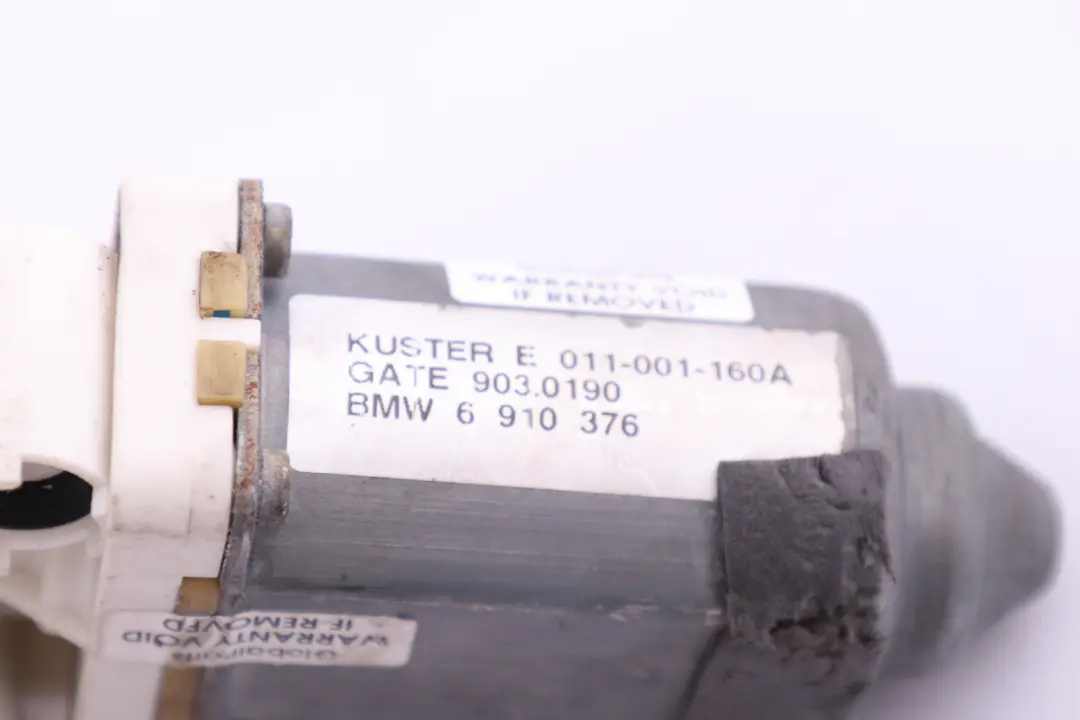 WARRANTY VOID
IF REMOVED
KUSTER E 011-001-160A
GATE 903.0190
BMW 6 910 376
Globalparts
WARRANTY VOID
IF REMOVED